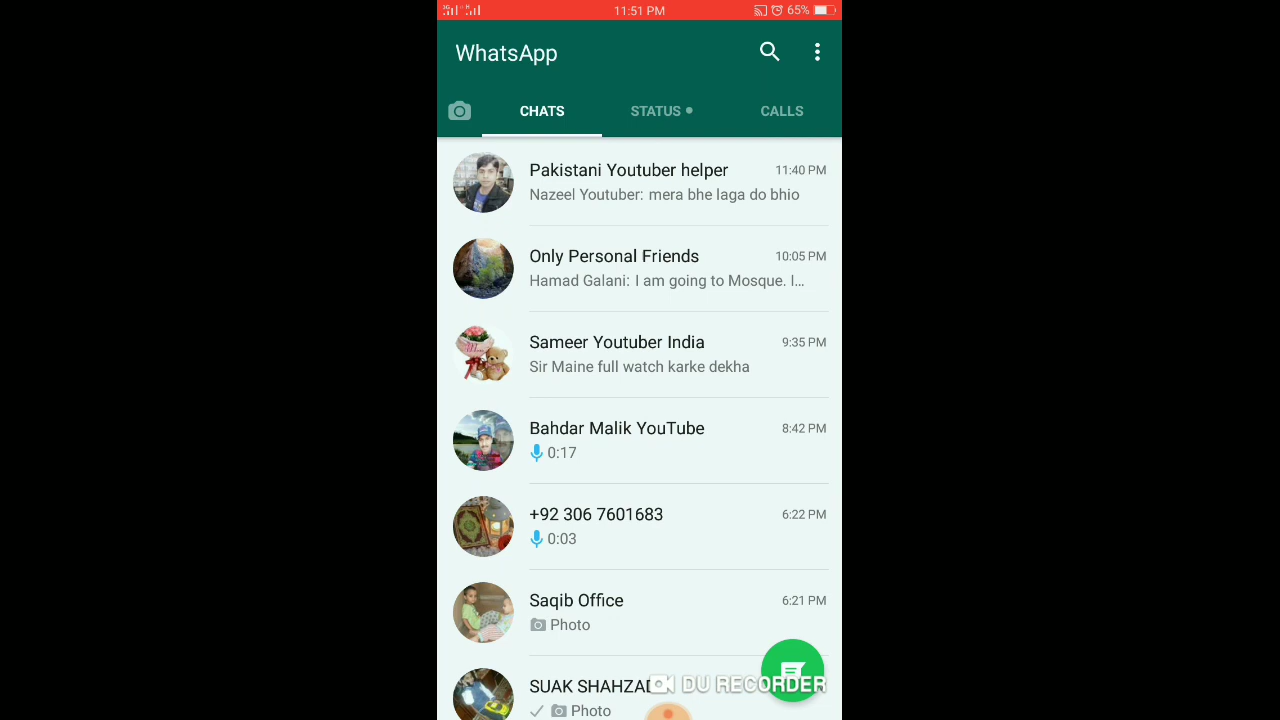 11:51 PM 65%
WhatsApp
CHATS STATUS CALLS
Pakistani Youtuber helper 11:40 PM
Nazeel Youtuber: mera bhe laga do bhio
Only Personal Friends 10:05 PM
Hamad Galani: I am going to Mosque. I...
Sameer Youtuber India 9:35 PM
Sir Maine full watch karke dekha
Bahdar Malik YouTube 8:42 PM
0:17
+92 306 7601683 6:22 PM
0:03
Saqib Office 6:21 PM
Photo
SUAK SHAHZAD
DU RECORDER
Photo